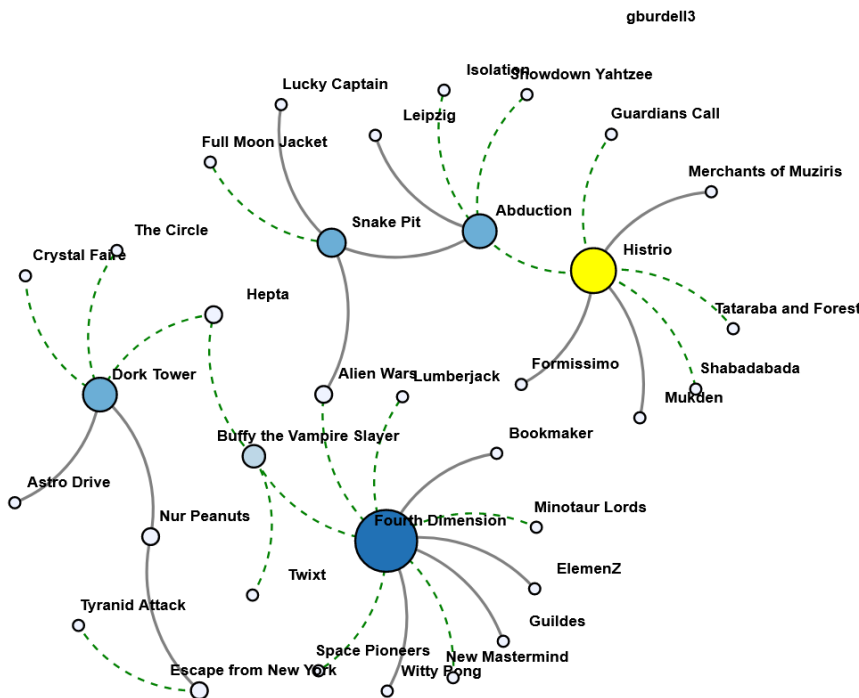 gburdell3
Isolation
Showdown Yahtzee
Lucky Captain
Leipzig
Guardians Call
Full Moon Jacket
Merchants of Muziris
Snake Pit
Abduction
The Circle
Crystal Faire
Histrio
Hepta
Tataraba and Forest
Formissimo
Shabadabada
Dork Tower
Alien Wars
Lumberjack
Mukden
Buffy the Vampire Slayer
Bookmaker
Astro Drive
Minotaur Lords
Nur Peanuts
Fourth Dimension
ElemenZ
Twixt
Tyranid Attack
Guildes
Space Pioneers
New Mastermind
Escape from New York
Witty Pong